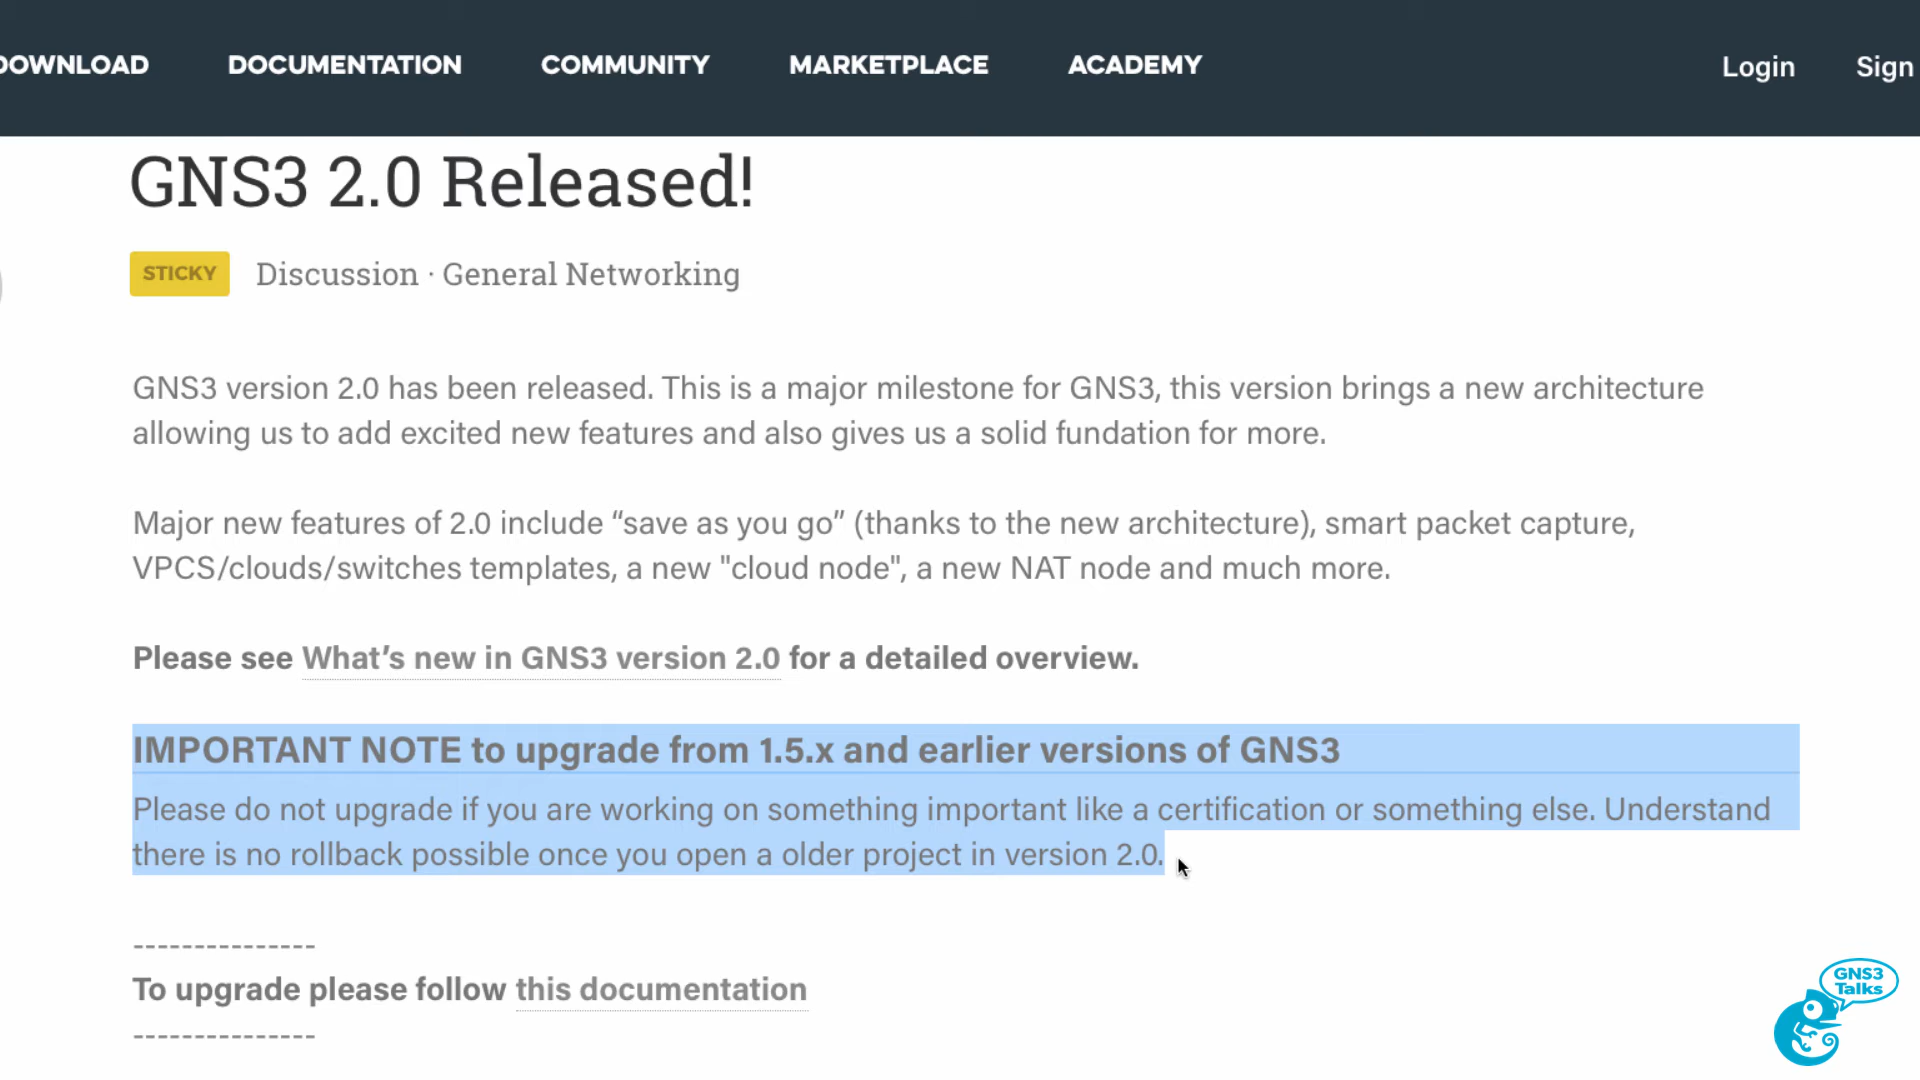 DOWNLOAD DOCUMENTATION COMMUNITY MARKETPLACE ACADEMY Login Sign
GNS3 2.0 Released!
STICKY Discussion · General Networking
GNS3 version 2.0 has been released. This is a major milestone for GNS3, this version brings a new architecture
allowing us to add excited new features and also gives us a solid fundation for more.
Major new features of 2.0 include “save as you go” (thanks to the new architecture), smart packet capture,
VPCS/clouds/switches templates, a new "cloud node", a new NAT node and much more.
Please see What’s new in GNS3 version 2.0 for a detailed overview.
IMPORTANT NOTE to upgrade from 1.5.x and earlier versions of GNS3
Please do not upgrade if you are working on something important like a certification or something else. Understand
there is no rollback possible once you open a older project in version 2.0.
---------------
To upgrade please follow this documentation
---------------
GNS3
Talks